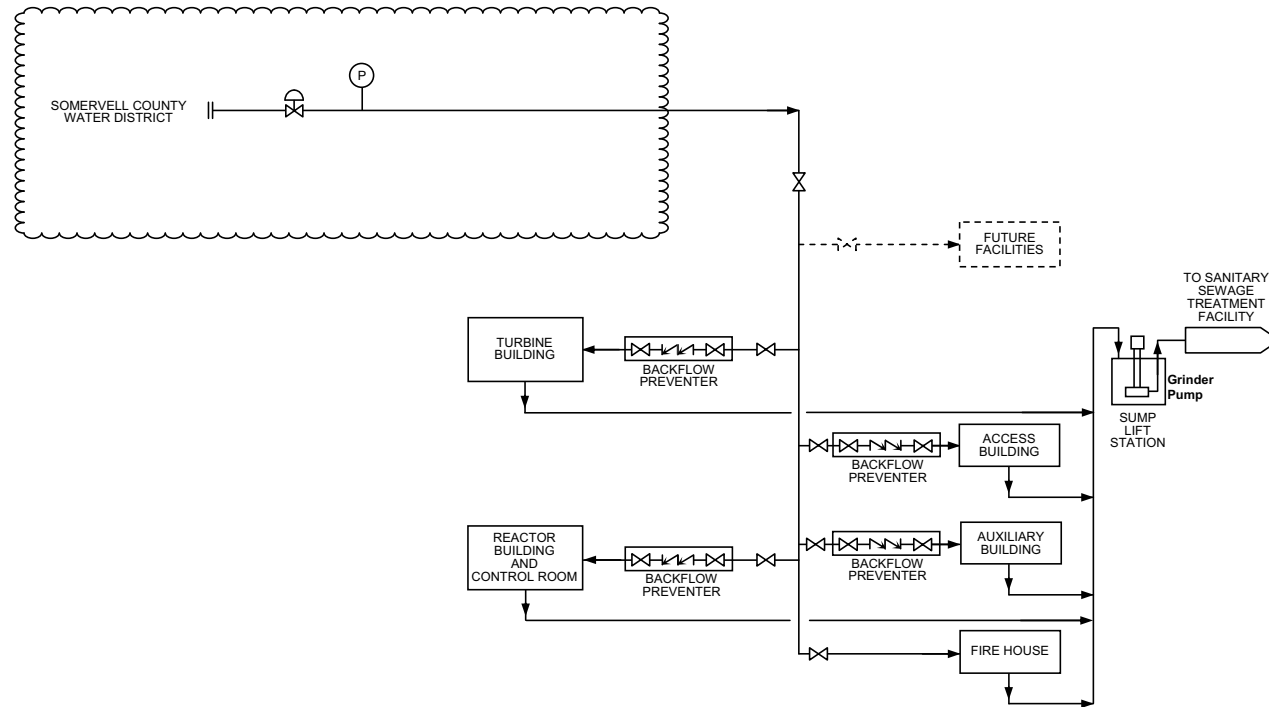 P
SOMERVELL COUNTY
WATER DISTRICT
FUTURE
FACILITIES
TO SANITARY
SEWAGE
TREATMENT
FACILITY
TURBINE
BUILDING
BACKFLOW
PREVENTER
Grinder
Pump
SUMP
LIFT
STATION
ACCESS
BUILDING
BACKFLOW
PREVENTER
REACTOR
BUILDING
AND
CONTROL ROOM
BACKFLOW
PREVENTER
AUXILIARY
BUILDING
BACKFLOW
PREVENTER
FIRE HOUSE